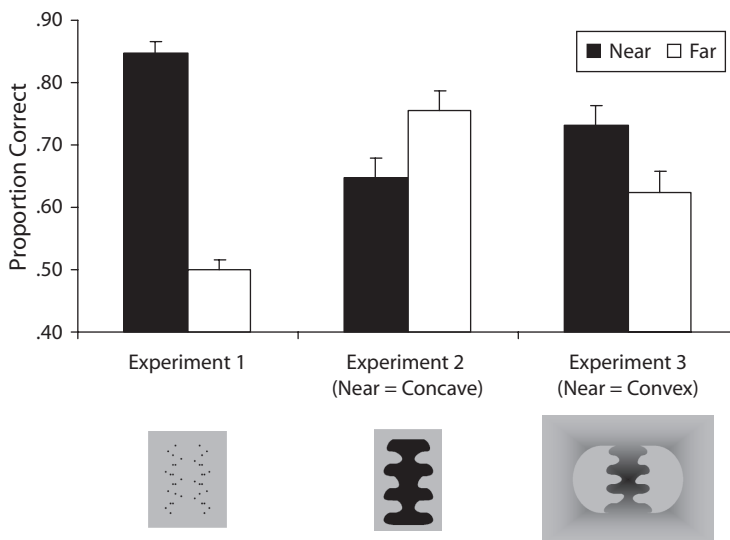 .90
.80
.70
.60
.50
.40
Proportion Correct
Near Far
Experiment 1
Experiment 2
(Near = Concave)
Experiment 3
(Near = Convex)